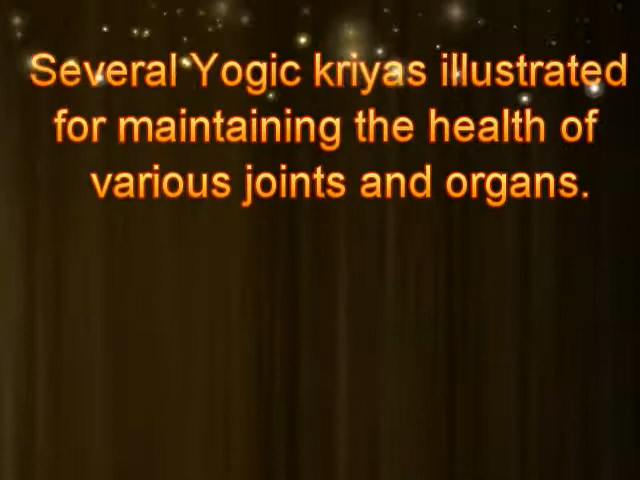 Several Yogic kriyas illustrated
for maintaining the health of
various joints and organs.